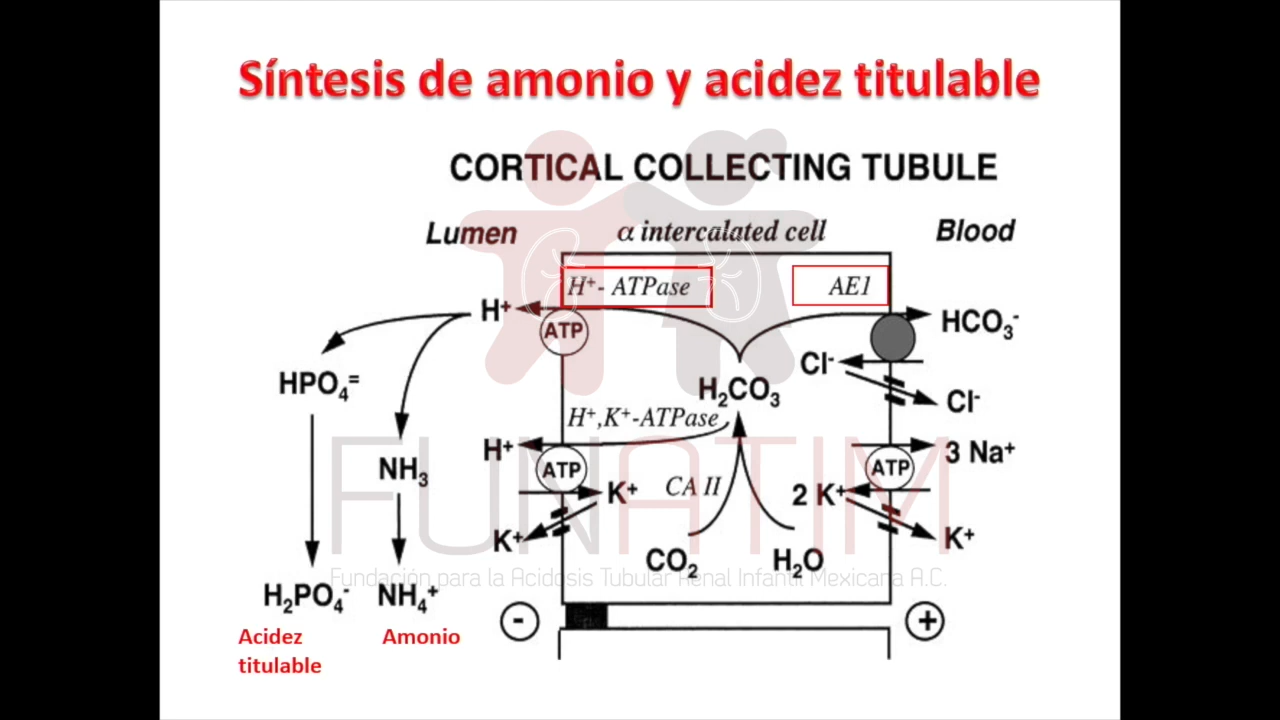 Síntesis de amonio y acidez titulable
CORTICAL COLLECTING TUBULE
Lumen
α intercalated cell
Blood
H⁺- ATPase
AE1
H⁺
ATP
HCO₃⁻
Cl⁻
HPO₄⁼
H₂CO₃
Cl⁻
H⁺,K⁺-ATPase
H⁺
3 Na⁺
NH₃
ATP
ATP
K⁺
CA II
2 K⁺
K⁺
K⁺
CO₂
H₂O
FUNATIM
Fundación para la Acidosis Tubular Renal Infantil Mexicana A.C.
H₂PO₄⁻
NH₄⁺
-
+
Acidez
titulable
Amonio